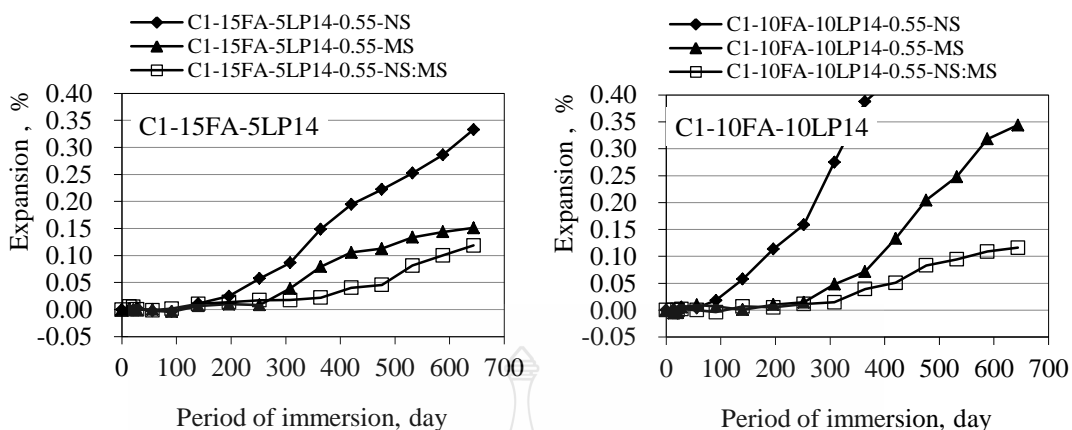 C1-15FA-5LP14-0.55-NS
C1-15FA-5LP14-0.55-MS
C1-15FA-5LP14-0.55-NS:MS
0.40
0.35
0.30
0.25
0.20
0.15
0.10
0.05
0.00
-0.05
Expansion , %
C1-15FA-5LP14
0 100 200 300 400 500 600 700
Period of immersion, day
C1-10FA-10LP14-0.55-NS
C1-10FA-10LP14-0.55-MS
C1-10FA-10LP14-0.55-NS:MS
0.40
0.35
0.30
0.25
0.20
0.15
0.10
0.05
0.00
-0.05
Expansion , %
C1-10FA-10LP14
0 100 200 300 400 500 600 700
Period of immersion, day